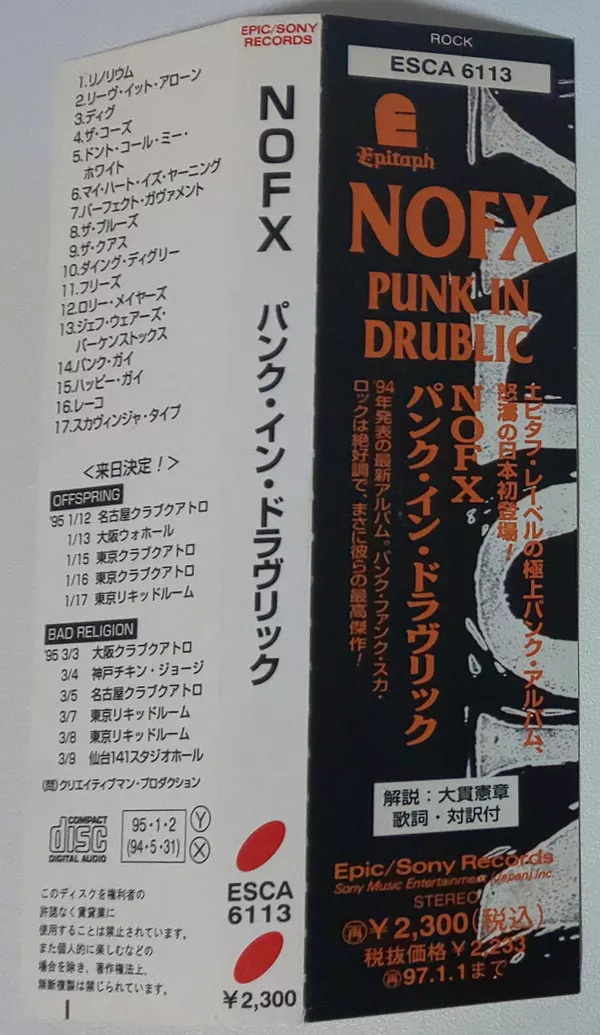 1.リノリウム
2.リーヴ・イット・アローン
3.ディグ
4.ザ・コーズ
5.ドント・コール・ミー・
ホワイト
6.マイ・ハート・イズ・ヤーニング
7.パーフェクト・ガヴァメント
8.ザ・ブルーズ
9.ザ・クアス
10.ダイング・ディグリー
11.フリーズ
12.ロリー・メイヤーズ
13.ジェフ・ウェアーズ・
バーケンストックス
14.パンク・ガイ
15.ハッピー・ガイ
16.レーコ
17.スカヴィンジャ・タイプ
<来日決定!>
OFFSPRING
'95 1/12 名古屋クラブクアトロ
1/13 大阪ウォホール
1/15 東京クラブクアトロ
1/16 東京クラブクアトロ
1/17 東京リキッドルーム
BAD RELIGION
'95 3/3 大阪クラブクアトロ
3/4 神戸チキン・ジョージ
3/5 名古屋クラブクアトロ
3/7 東京リキッドルーム
3/8 東京リキッドルーム
3/9 仙台141スタジオホール
(問)クリエイティブマン・プロダクション
COMPACT
disc
DIGITAL AUDIO
95・1・2
(94・5・31)
Ⓨ
Ⓧ
このディスクを権利者の
許諾なく賃貸業に
使用することは禁止されています。
また個人的に楽しむなどの
場合を除き、著作権法上、
無断複製は禁じられています。
EPIC/SONY
RECORDS
NOFX パンク・イン・ドラヴリック
ESCA
6113
¥2,300
ROCK
ESCA 6113
Epitaph
NOFX
PUNK IN
DRUBLIC
エピタフ・レーベルの極上パンク・アルバム、
怒濤の日本初登場!
NOFX
パンク・イン・ドラヴリック
'94年発表の最新アルバム。パンク・ファンク・スカ・
ロックは絶好調で、まさに彼らの最高傑作!
解説:大貫憲章
歌詞・対訳付
Epic/Sony Records
Sony Music Entertainment (Japan) Inc.
STEREO
㊢¥2,300(税込)
税抜価格¥2,233
㊢97.1.1まで